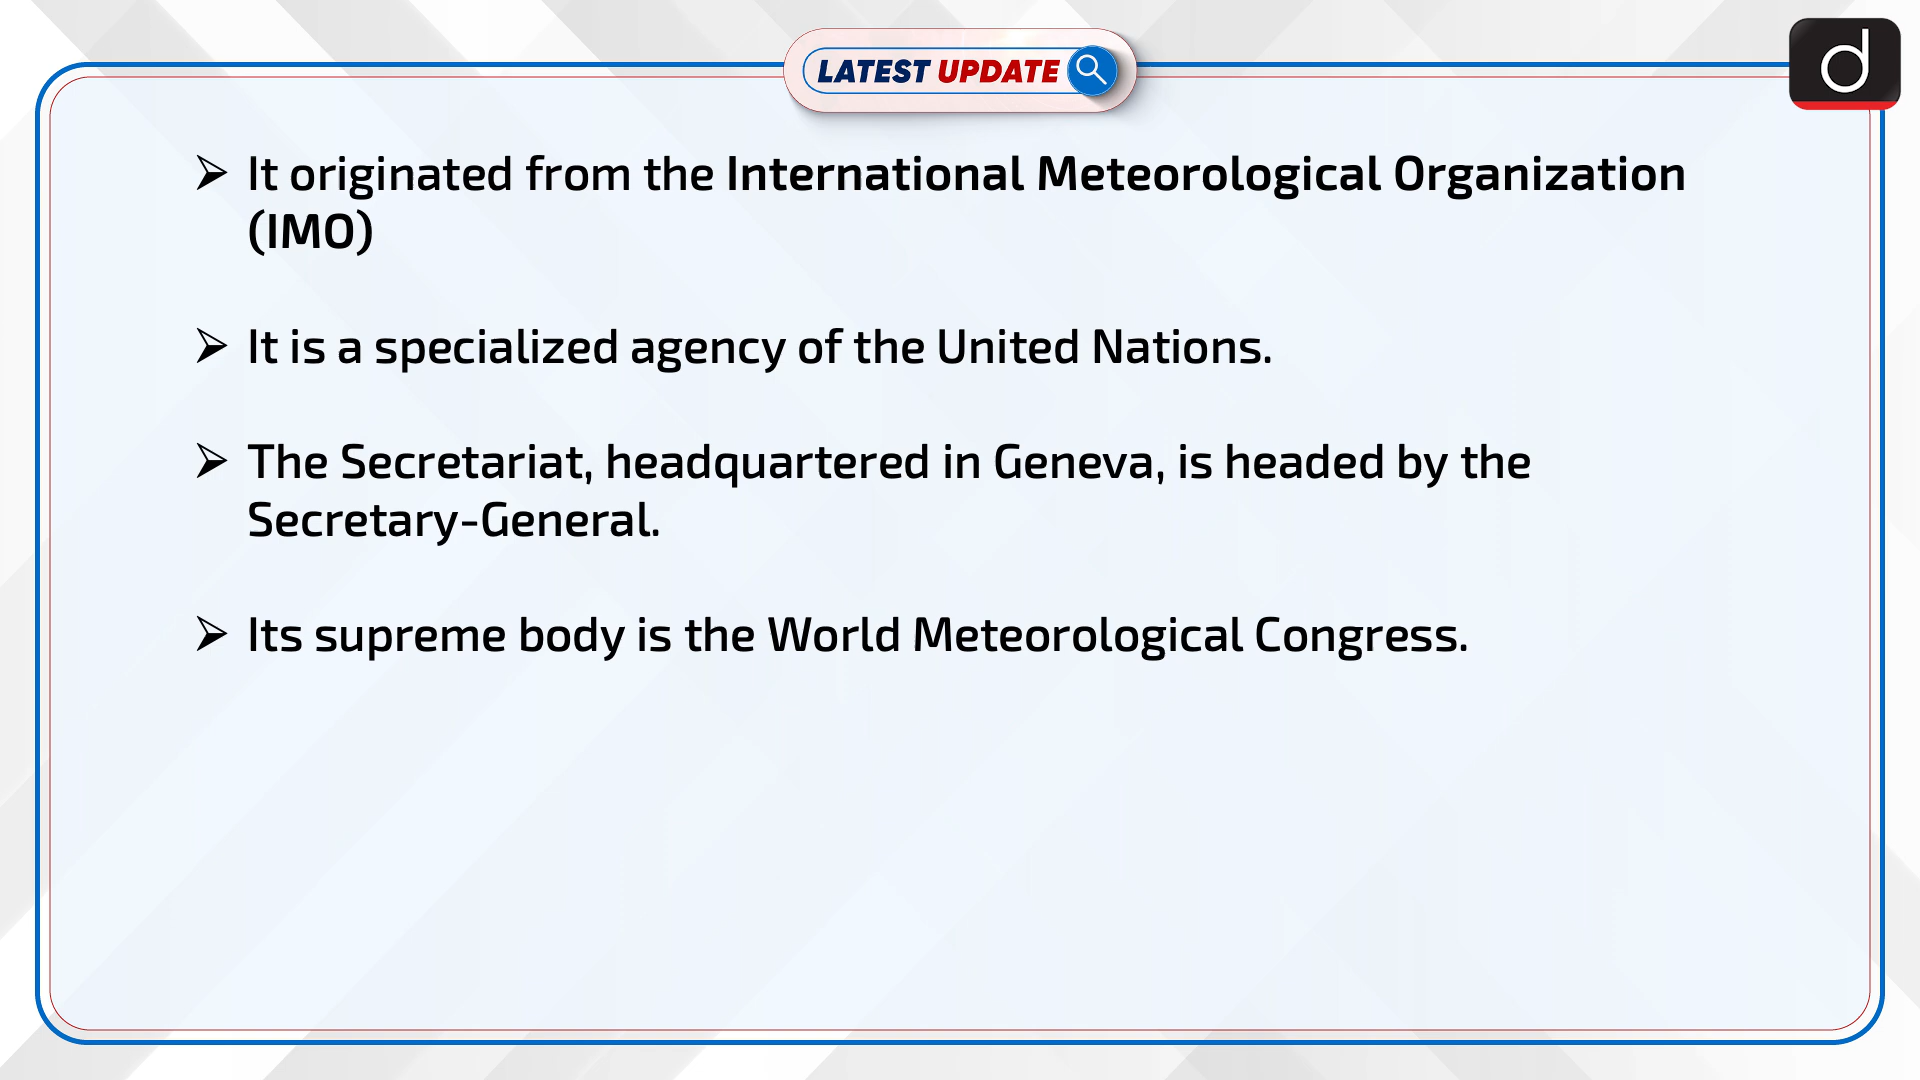 LATEST UPDATE
d
➢ It originated from the International Meteorological Organization
(IMO)
➢ It is a specialized agency of the United Nations.
➢ The Secretariat, headquartered in Geneva, is headed by the
Secretary-General.
➢ Its supreme body is the World Meteorological Congress.